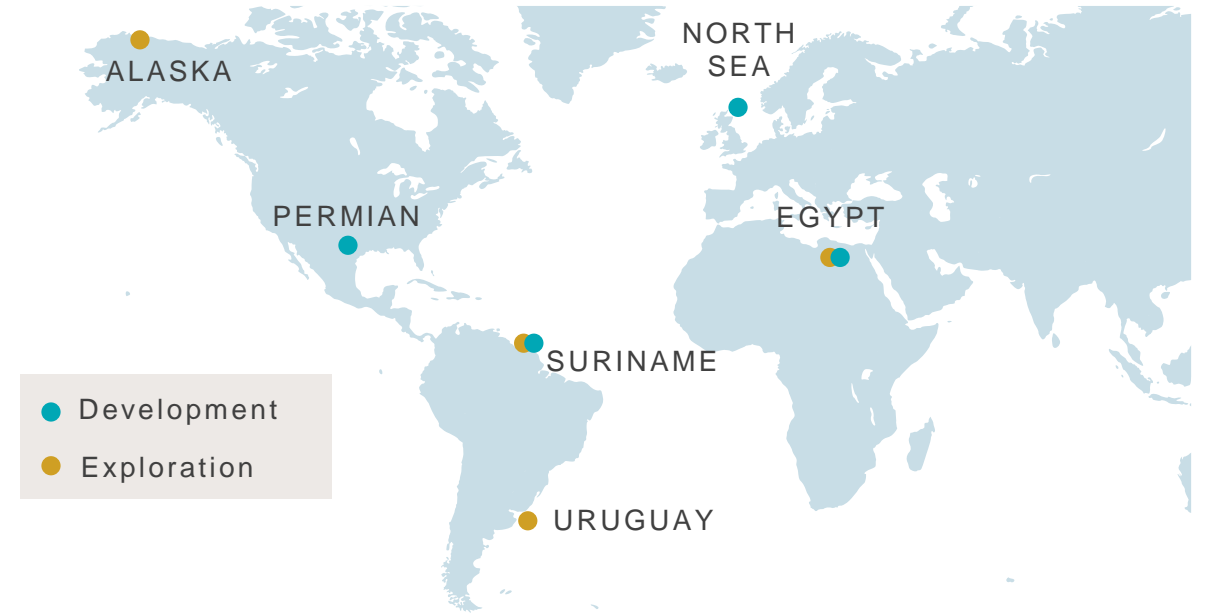 NORTH
SEA
ALASKA
PERMIAN
EGYPT
SURINAME
Development
Exploration
URUGUAY